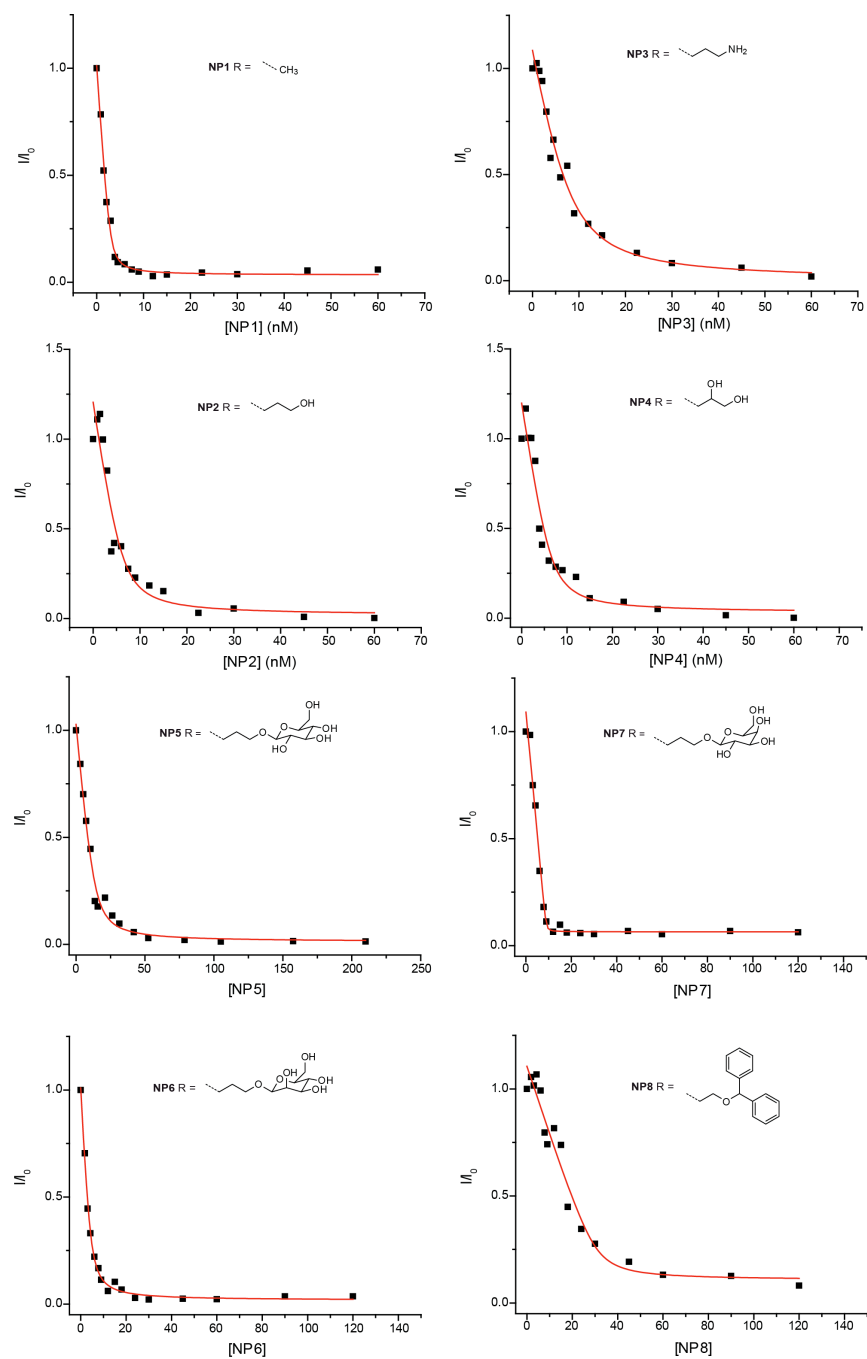 NP1 R = CH₃
I/I₀
1.0
0.5
0.0
0 10 20 30 40 50 60 70
[NP1] (nM)
NP3 R = NH₂
I/I₀
1.0
0.5
0.0
0 10 20 30 40 50 60 70
[NP3] (nM)
1.5
NP2 R = OH
I/I₀
1.0
0.5
0.0
0 10 20 30 40 50 60 70
[NP2] (nM)
1.5
OH
NP4 R = OH
I/I₀
1.0
0.5
0.0
0 10 20 30 40 50 60 70
[NP4] (nM)
OH
NP5 R = O O OH
HO OH
I/I₀
1.0
0.5
0.0
0 50 100 150 200 250
[NP5]
OH
OH
NP7 R = O O
HO OH
I/I₀
1.0
0.5
0.0
0 20 40 60 80 100 120 140
[NP7]
OH
OH
NP6 R = O O OH
OH
I/I₀
1.0
0.5
0.0
0 20 40 60 80 100 120 140
[NP6]
NP8 R = O
I/I₀
1.0
0.5
0.0
0 20 40 60 80 100 120 140
[NP8]